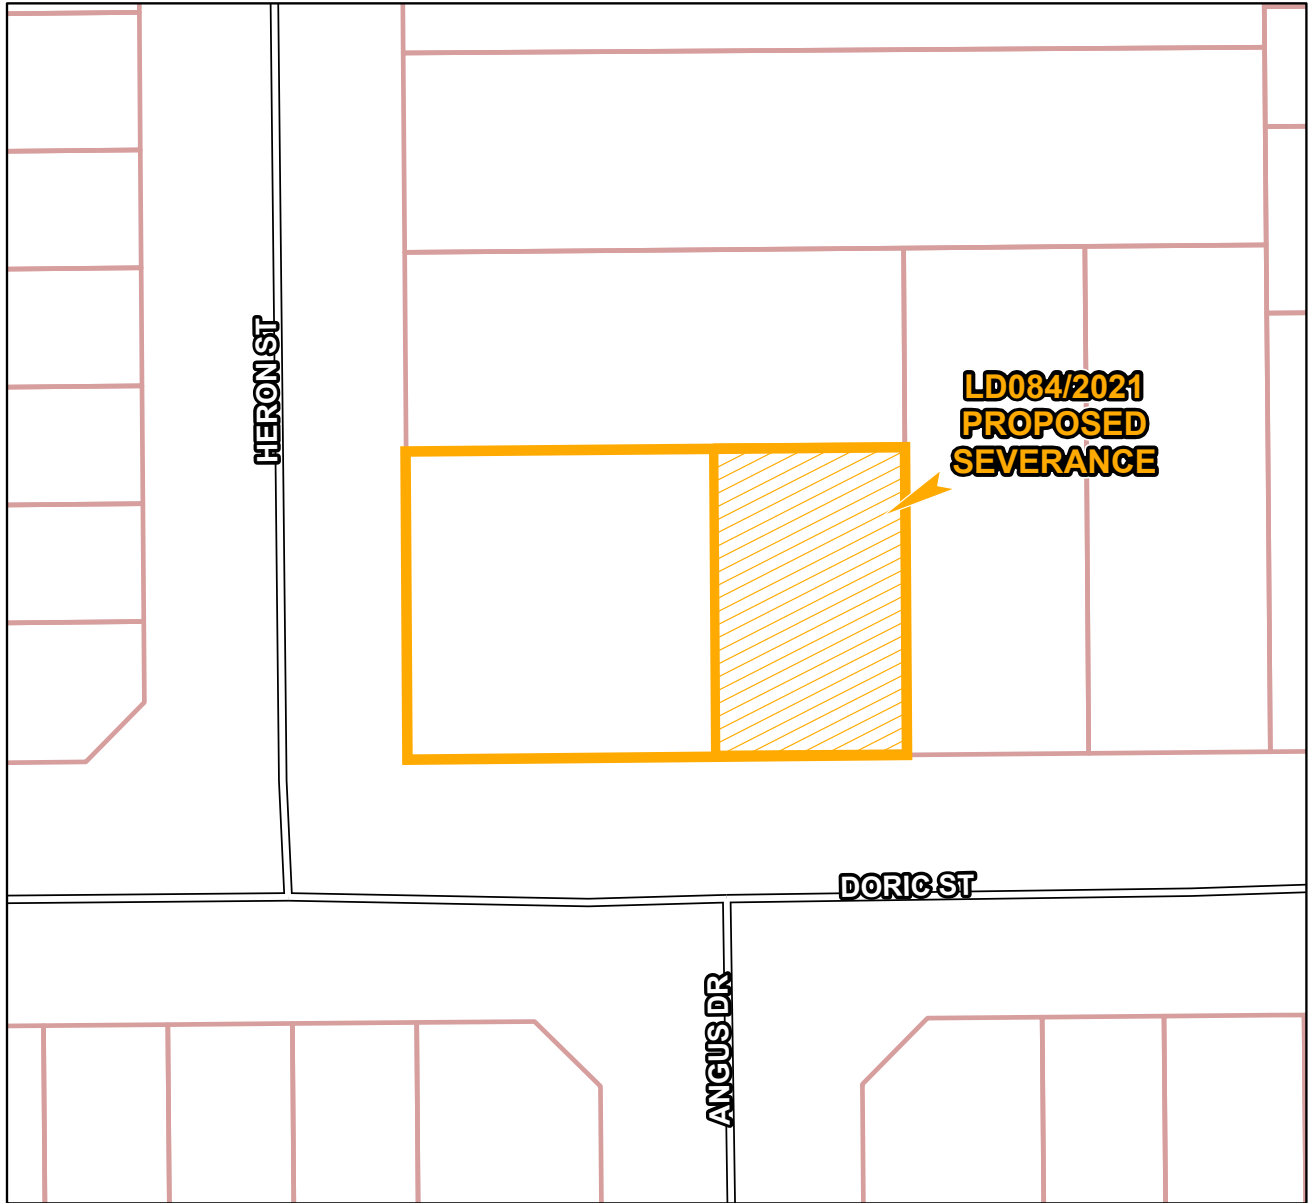 HERON ST
LD084/2021
PROPOSED
SEVERANCE
DORIC ST
ANGUS DR